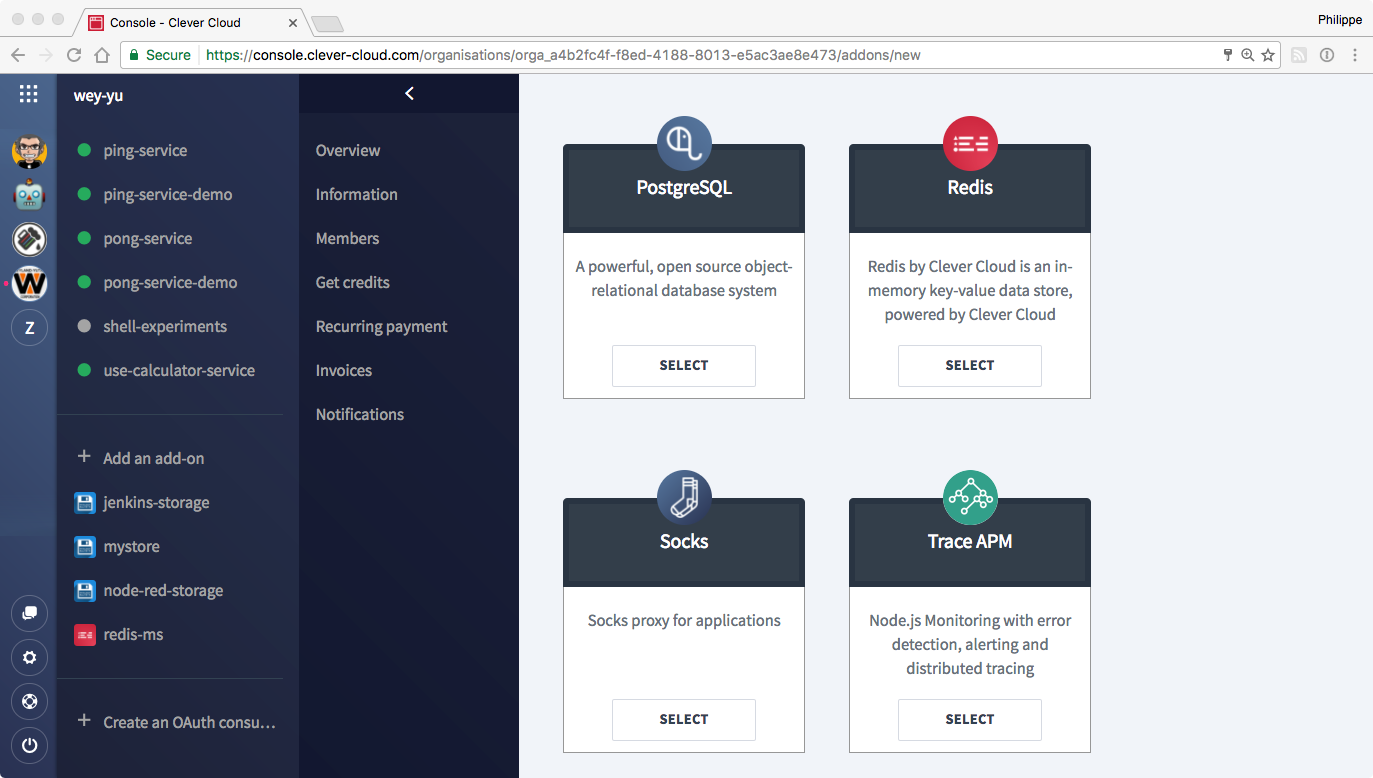 Console - Clever Cloud
Philippe
Secure
https://console.clever-cloud.com/organisations/orga_a4b2fc4f-f8ed-4188-8013-e5ac3ae8e473/addons/new
wey-yu
ping-service
ping-service-demo
pong-service
pong-service-demo
Z
shell-experiments
use-calculator-service
+ Add an add-on
jenkins-storage
mystore
node-red-storage
redis-ms
+ Create an OAuth consu…
Overview
Information
Members
Get credits
Recurring payment
Invoices
Notifications
PostgreSQL
A powerful, open source object-
relational database system
SELECT
Redis
Redis by Clever Cloud is an in-
memory key-value data store,
powered by Clever Cloud
SELECT
Socks
Socks proxy for applications
SELECT
Trace APM
Node.js Monitoring with error
detection, alerting and
distributed tracing
SELECT